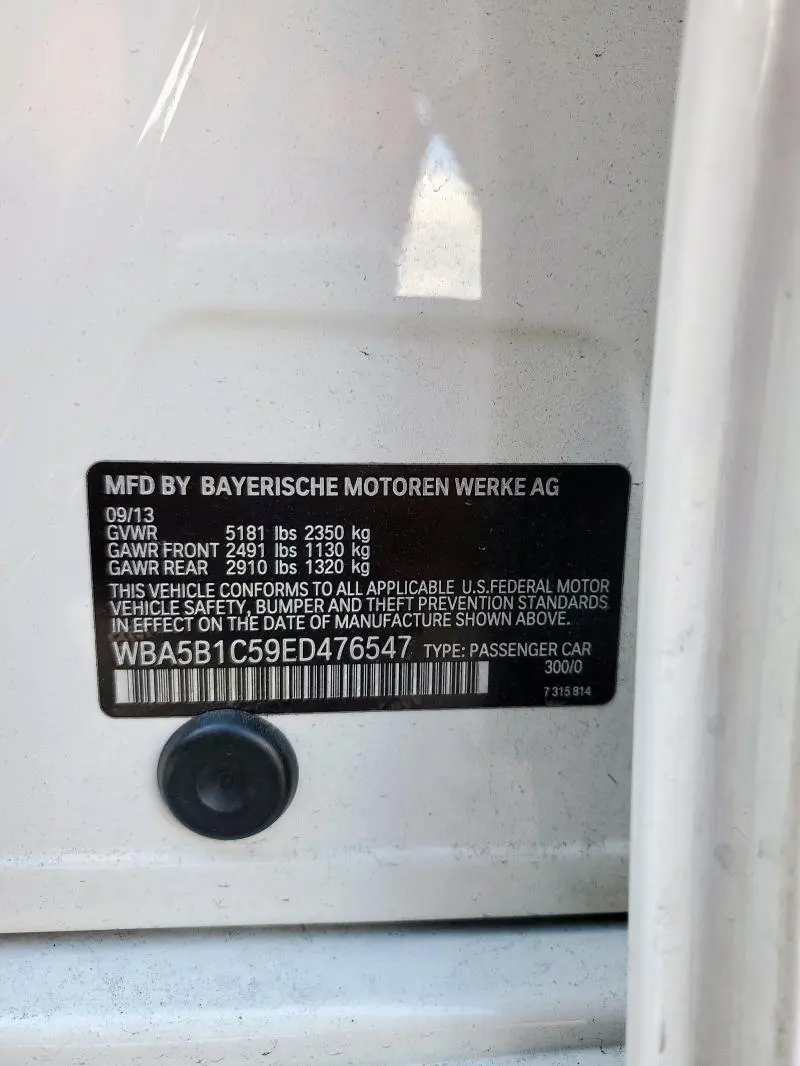 MFD BY BAYERISCHE MOTOREN WERKE AG
09/13
GVWR 5181 lbs 2350 kg
GAWR FRONT 2491 lbs 1130 kg
GAWR REAR 2910 lbs 1320 kg
THIS VEHICLE CONFORMS TO ALL APPLICABLE U.S.FEDERAL MOTOR
VEHICLE SAFETY, BUMPER AND THEFT PREVENTION STANDARDS
IN EFFECT ON THE DATE OF MANUFACTURE SHOWN ABOVE.
WBA5B1C59ED476547 TYPE: PASSENGER CAR
300/0
7 315 814